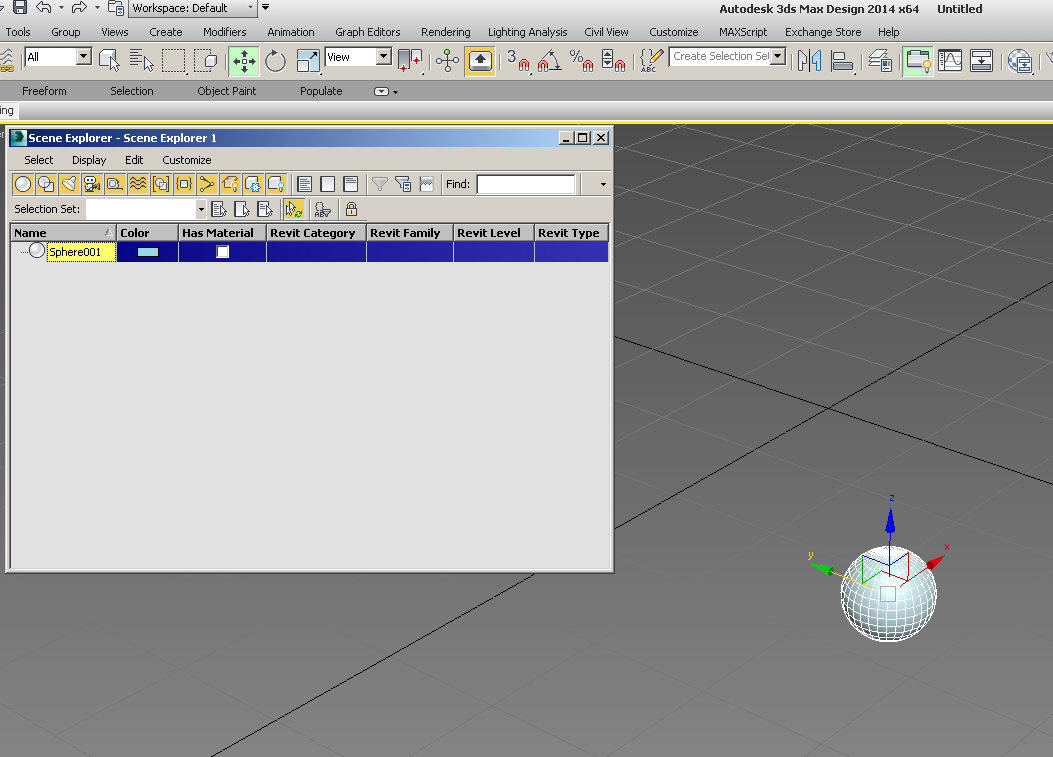 Workspace: Default
Autodesk 3ds Max Design 2014 x64 Untitled
Tools Group Views Create Modifiers Animation Graph Editors Rendering Lighting Analysis Civil View Customize MAXScript Exchange Store Help
All View 3 % ABC Create Selection Sel
Freeform Selection Object Paint Populate
ing
Scene Explorer - Scene Explorer 1
Select Display Edit Customize
Find:
Selection Set:
Name Color Has Material Revit Category Revit Family Revit Level Revit Type
Sphere001
z
x
y